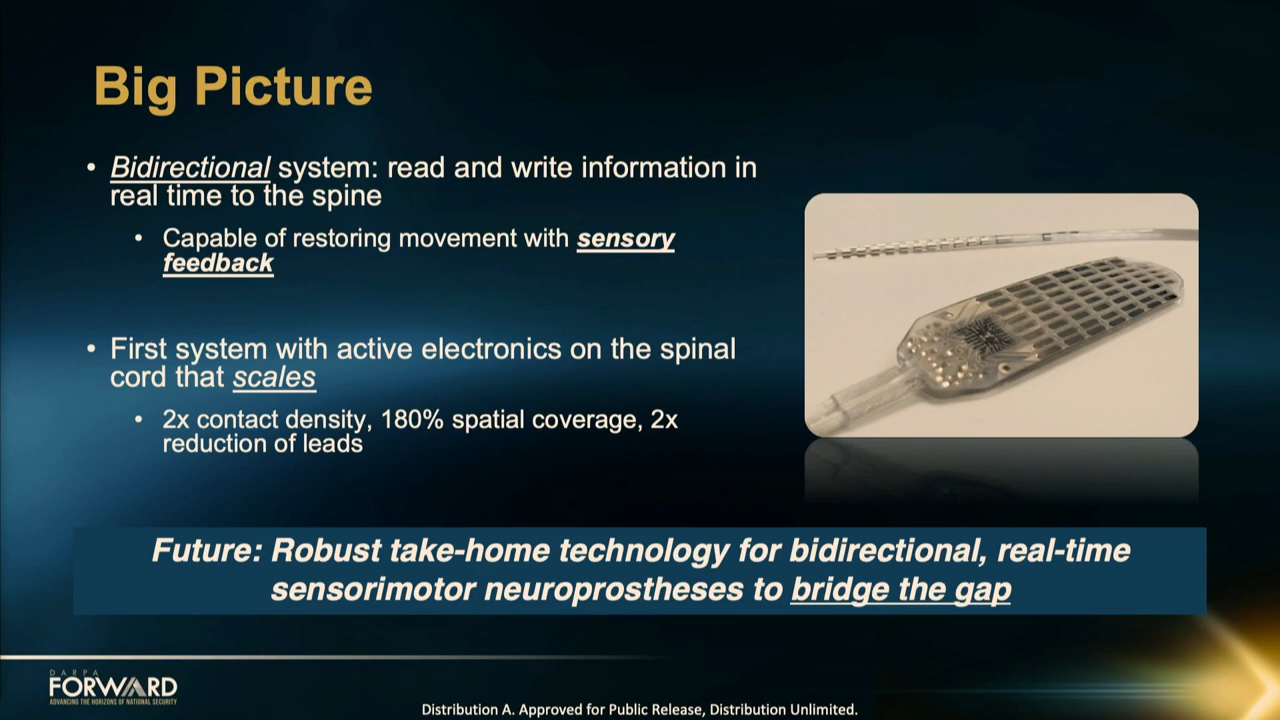 Big Picture
• Bidirectional system: read and write information in
real time to the spine
• Capable of restoring movement with sensory
feedback
• First system with active electronics on the spinal
cord that scales
• 2x contact density, 180% spatial coverage, 2x
reduction of leads
Future: Robust take-home technology for bidirectional, real-time
sensorimotor neuroprostheses to bridge the gap
DARPA
FORWARD
ADVANCING THE HORIZONS OF NATIONAL SECURITY
Distribution A. Approved for Public Release, Distribution Unlimited.